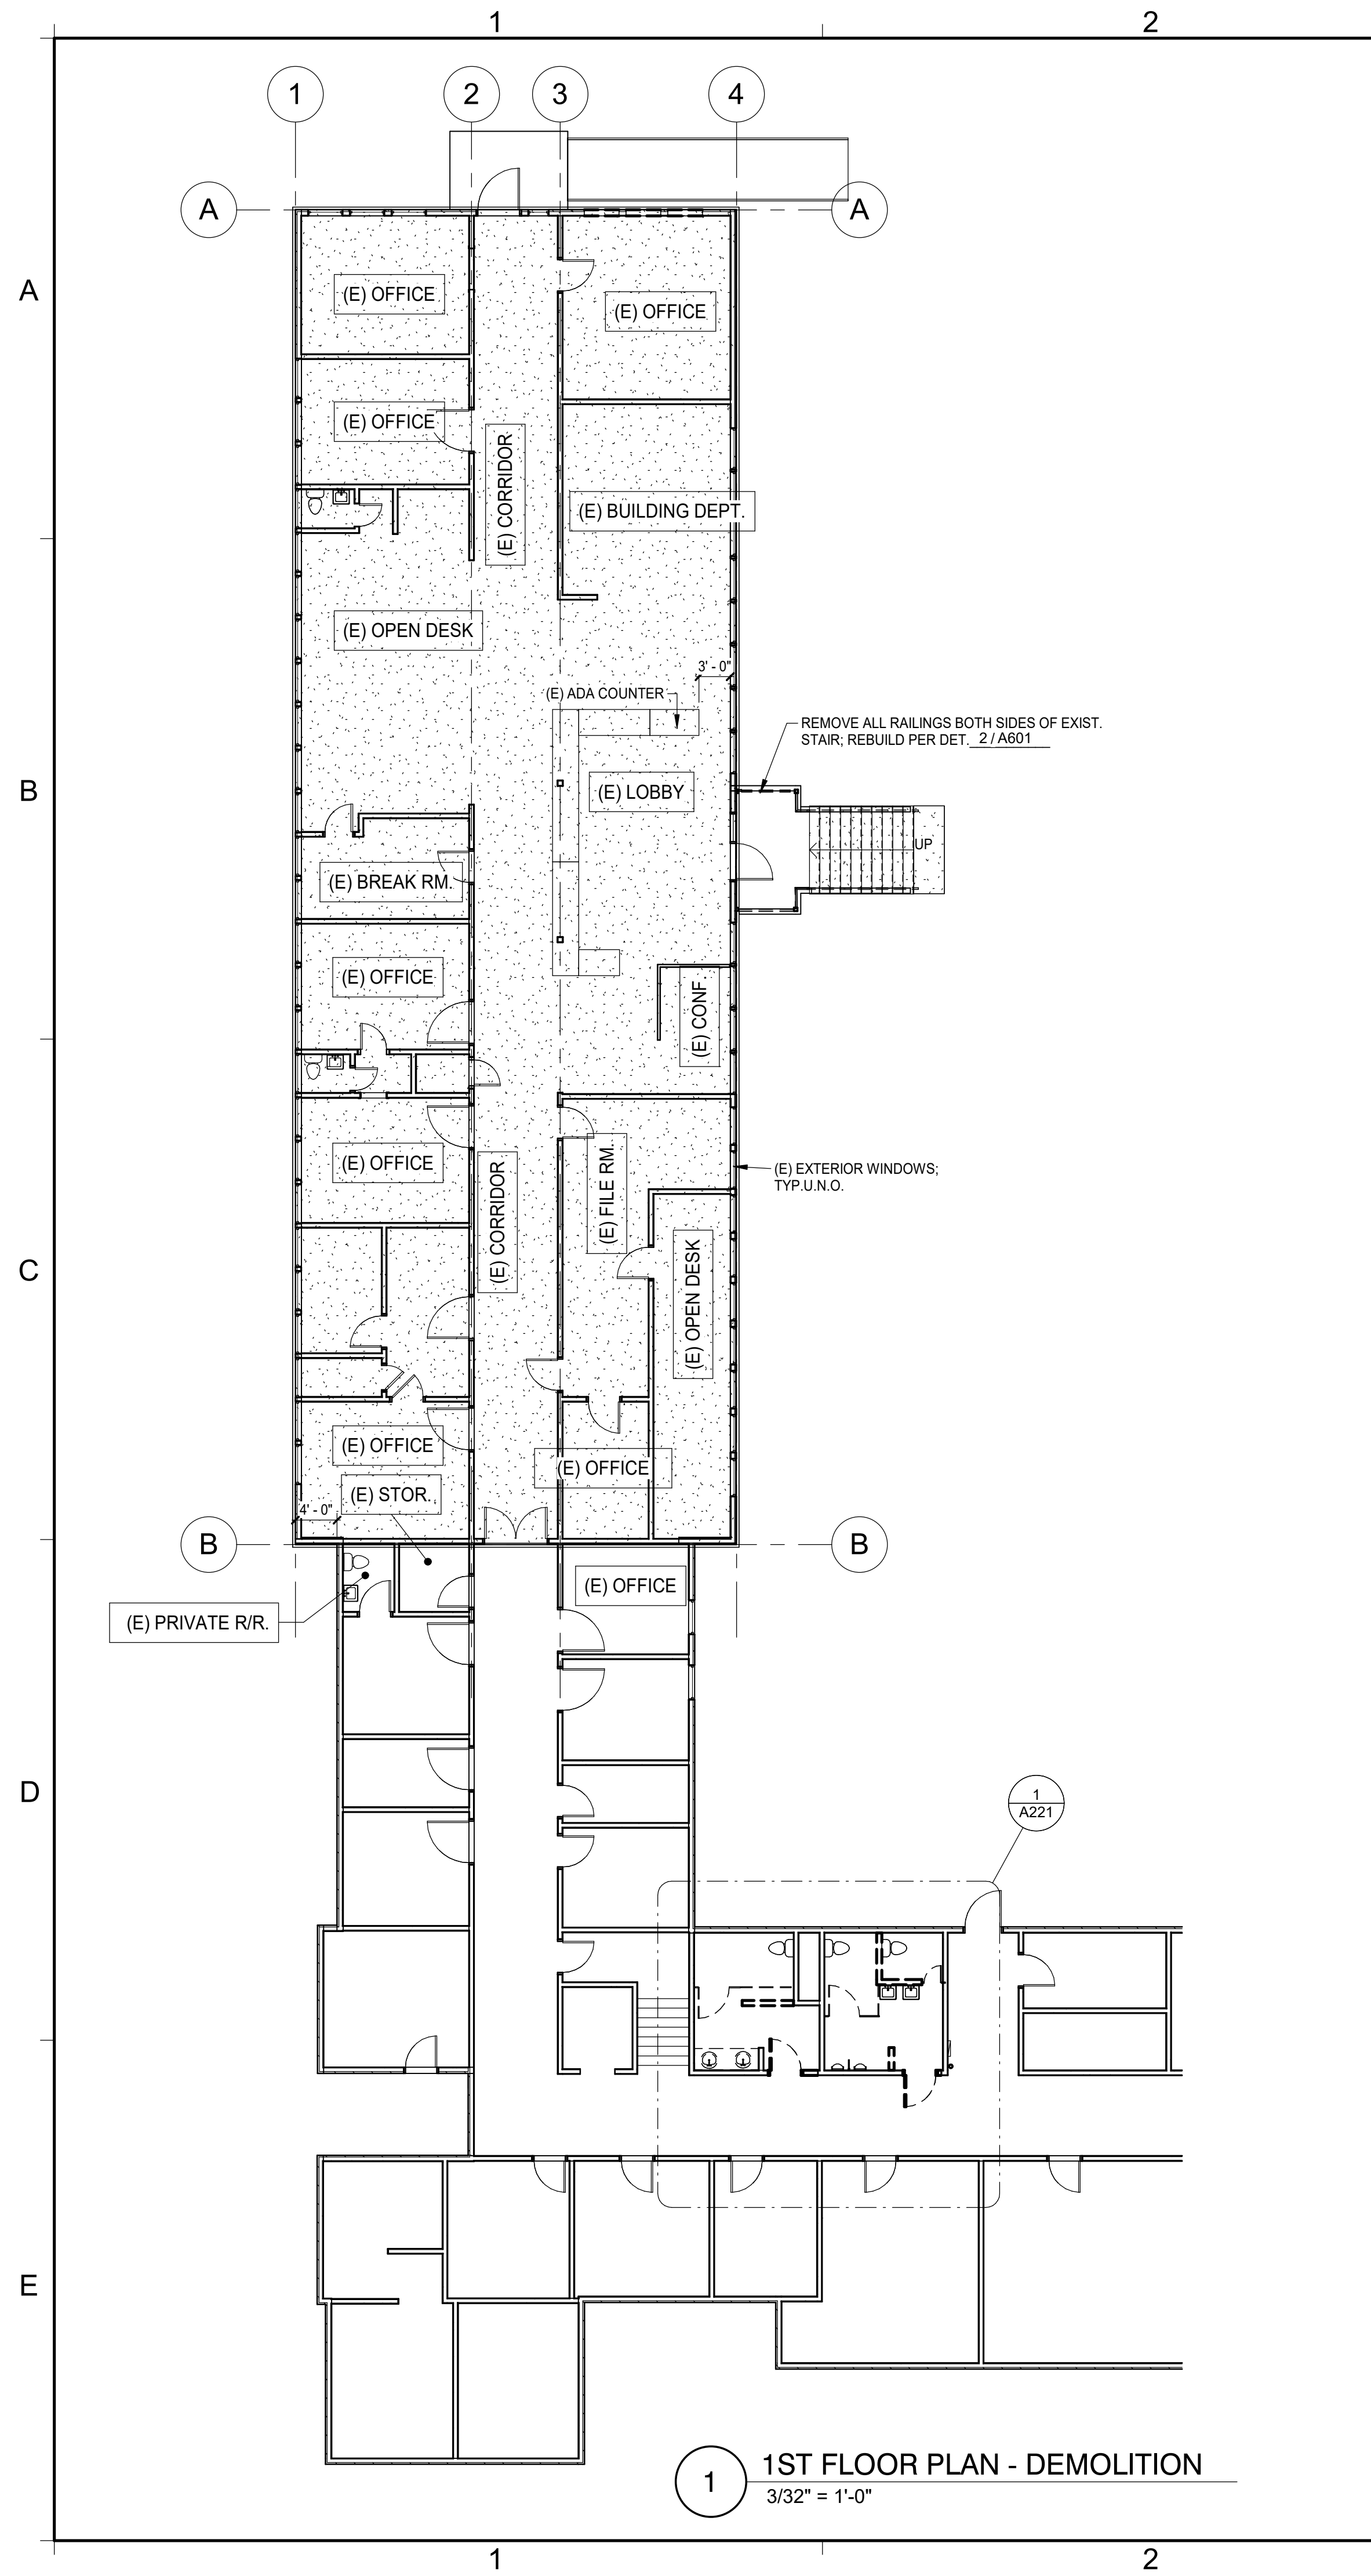 1
2
1
2
3
4
A
A
A
(E) OFFICE
(E) OFFICE
(E) OFFICE
(E) CORRIDOR
(E) BUILDING DEPT.
(E) OPEN DESK
3' - 0"
(E) ADA COUNTER
REMOVE ALL RAILINGS BOTH SIDES OF EXIST.
STAIR; REBUILD PER DET. 2 / A601
B
(E) LOBBY
UP
(E) BREAK RM.
(E) OFFICE
(E) CONF
(E) OFFICE
(E) CORRIDOR
(E) FILE RM.
(E) EXTERIOR WINDOWS;
TYP.U.N.O.
C
(E) OPEN DESK
(E) OFFICE
(E) OFFICE
(E) STOR.
4' - 0"
B
B
(E) OFFICE
(E) PRIVATE R/R.
D
1
A221
E
1
1ST FLOOR PLAN - DEMOLITION
3/32" = 1'-0"
1
2